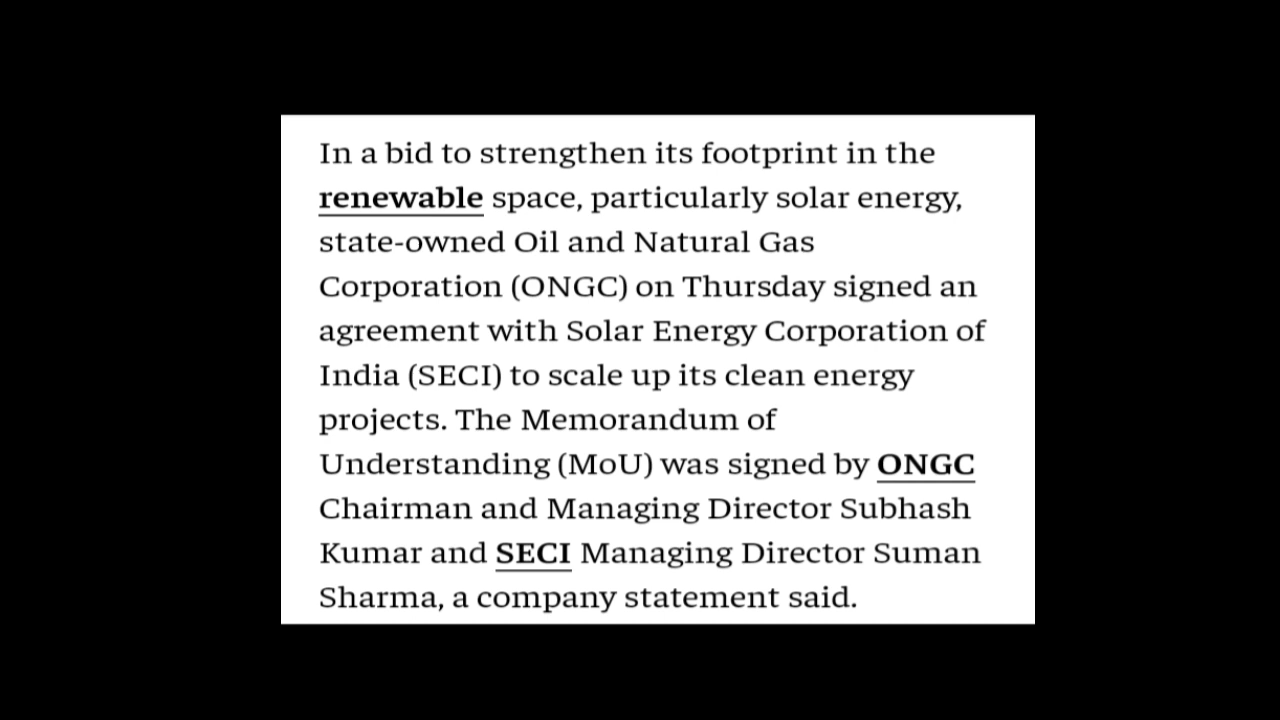 In a bid to strengthen its footprint in the
renewable space, particularly solar energy,
state-owned Oil and Natural Gas
Corporation (ONGC) on Thursday signed an
agreement with Solar Energy Corporation of
India (SECI) to scale up its clean energy
projects. The Memorandum of
Understanding (MoU) was signed by ONGC
Chairman and Managing Director Subhash
Kumar and SECI Managing Director Suman
Sharma, a company statement said.